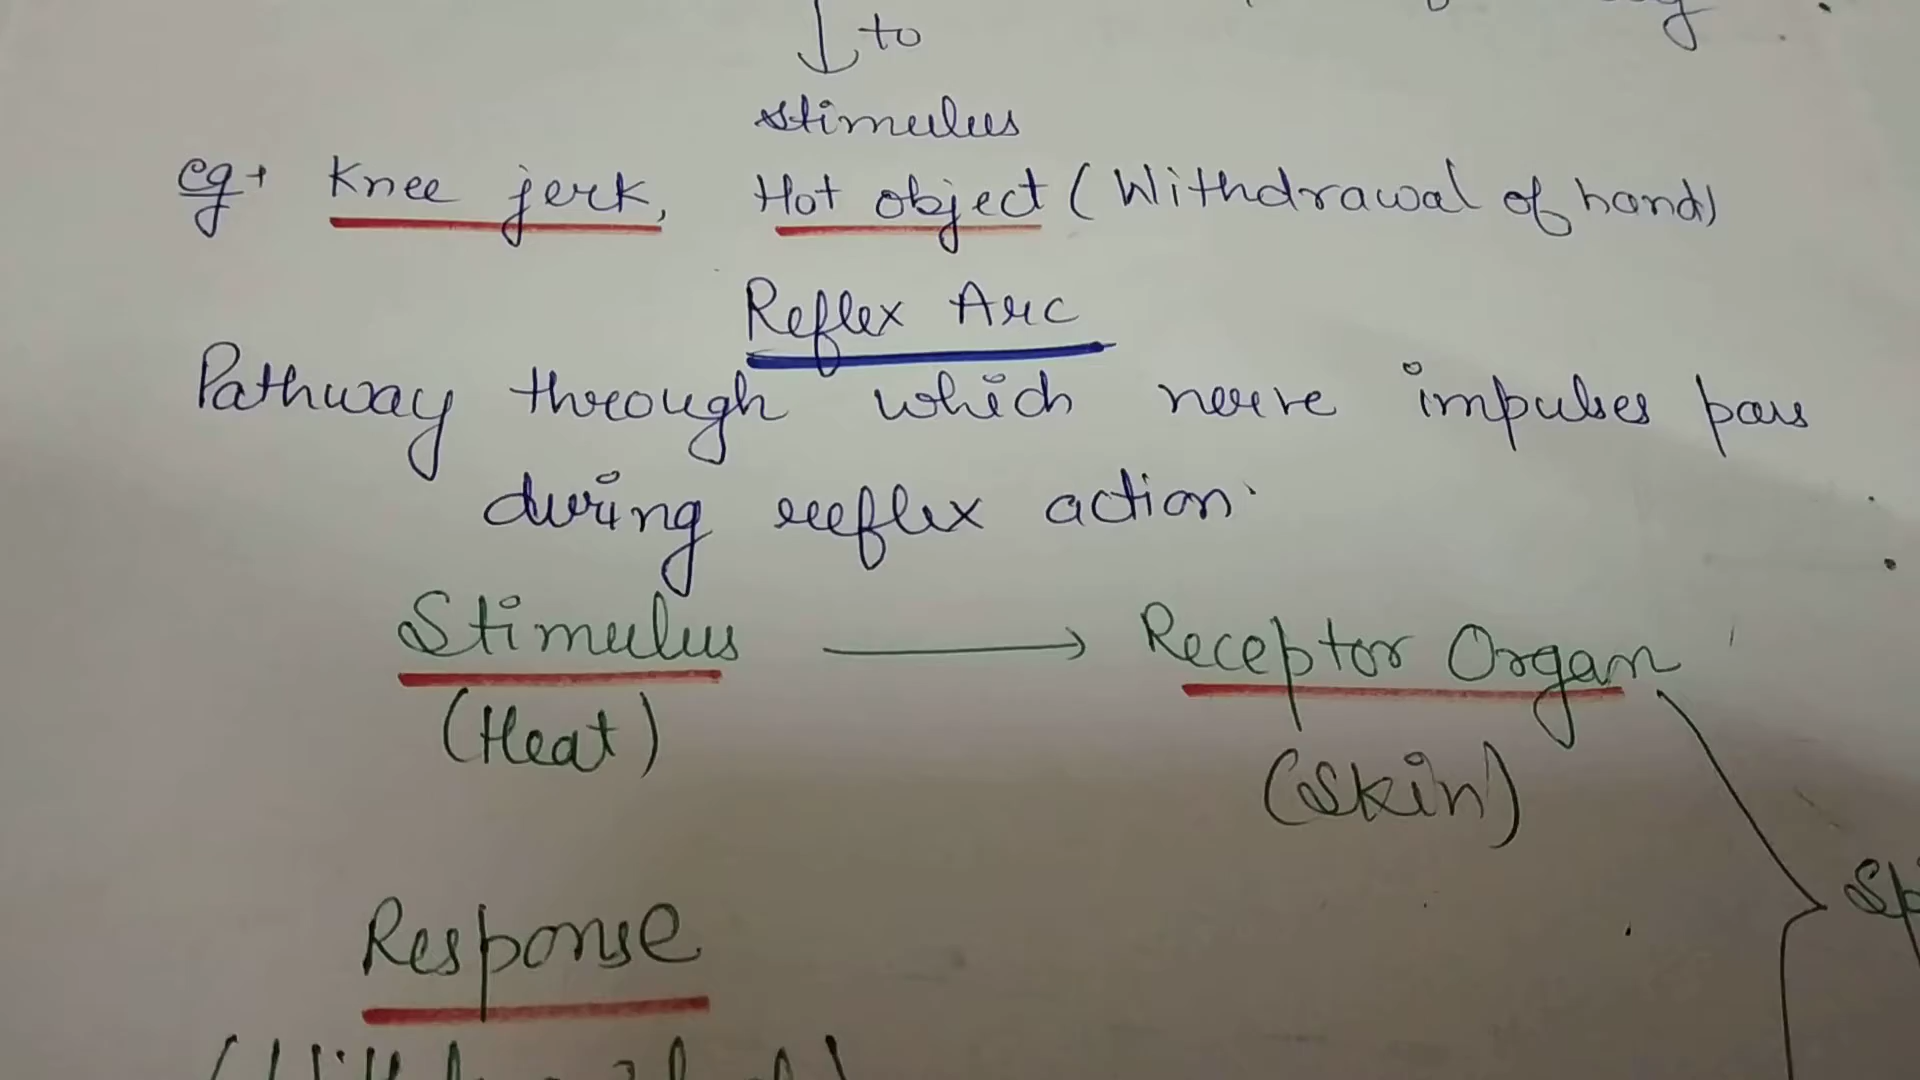 ↓ to
stimulus
eg → Knee jerk, Hot object (Withdrawal of hand)
Reflex Arc
Pathway through which nerve impulses pass
during reflex action.
Stimulus → Receptor Organ
(Heat)
(Skin)
Response